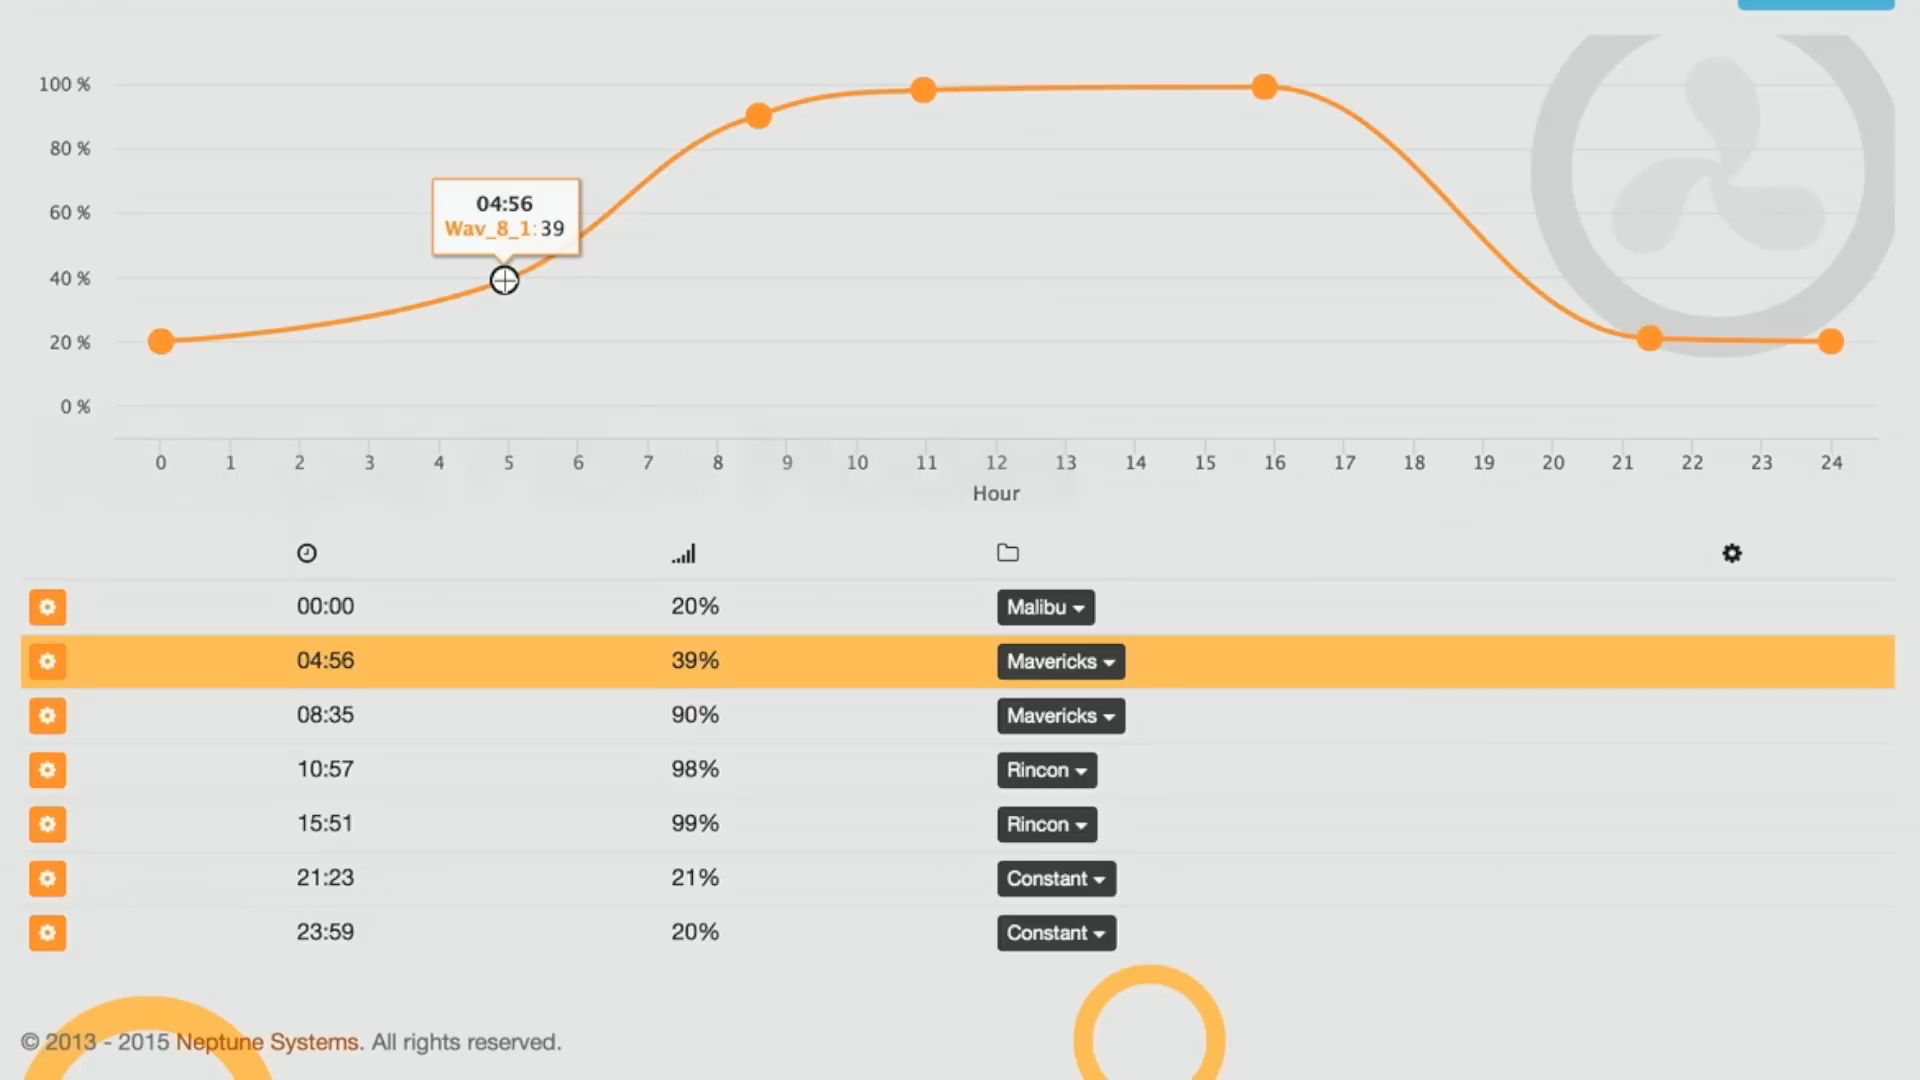 100 %
80 %
60 %
40 %
20 %
0 %
04:56
Wav_8_1: 39
0 1 2 3 4 5 6 7 8 9 10 11 12 13 14 15 16 17 18 19 20 21 22 23 24
Hour
00:00 20% Malibu
04:56 39% Mavericks
08:35 90% Mavericks
10:57 98% Rincon
15:51 99% Rincon
21:23 21% Constant
23:59 20% Constant
© 2013 - 2015 Neptune Systems. All rights reserved.